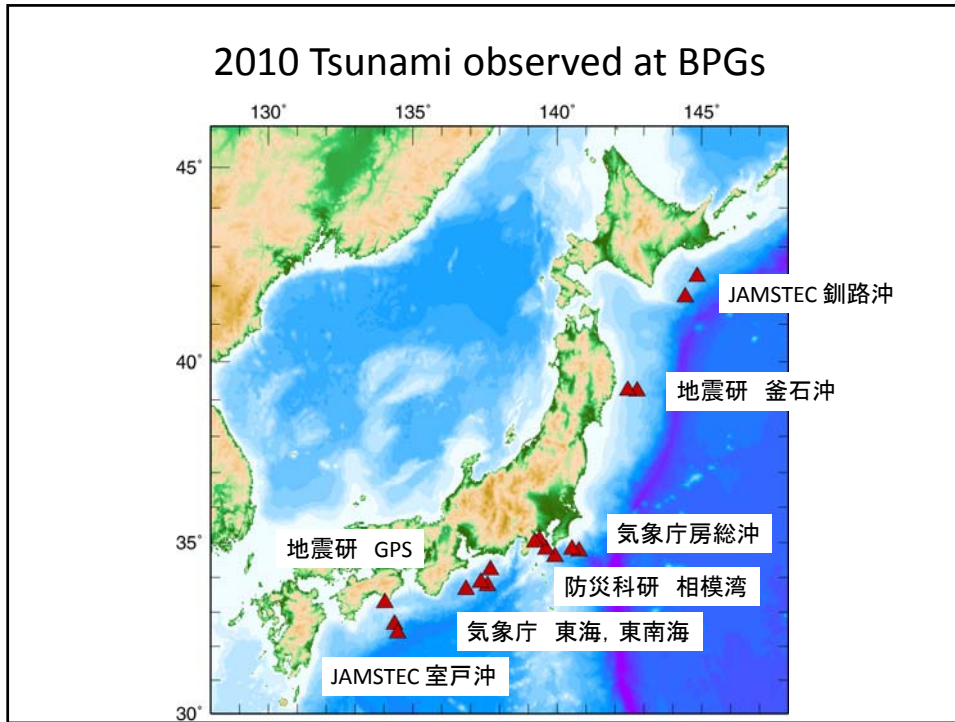 2010 Tsunami observed at BPGs
130˚ 135˚ 140˚ 145˚
45˚
JAMSTEC 釧路沖
40˚
地震研　釜石沖
気象庁房総沖
35˚
地震研　GPS
防災科研　相模湾
気象庁　東海，東南海
JAMSTEC 室戸沖
30˚